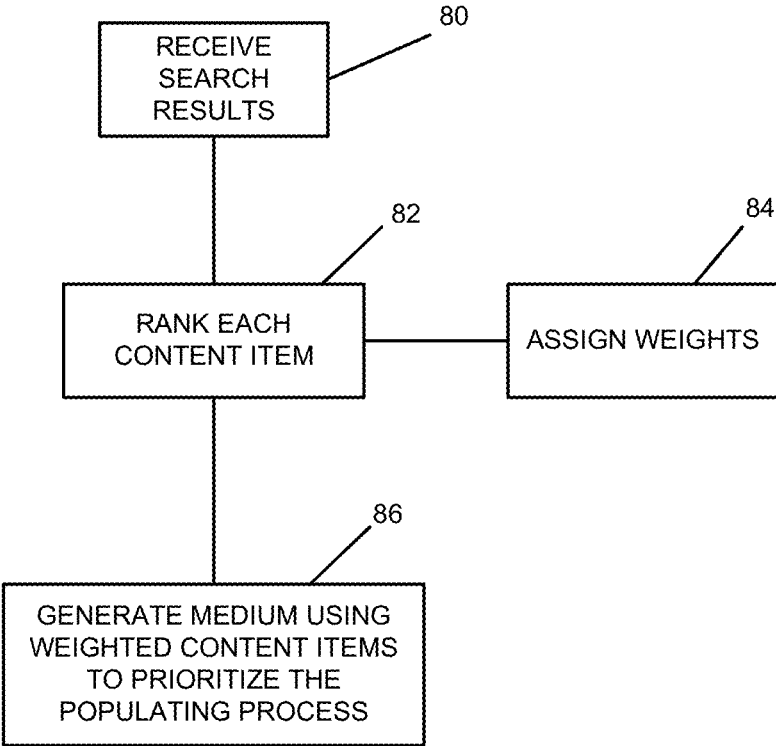 80
RECEIVE
SEARCH
RESULTS
82
RANK EACH
CONTENT ITEM
84
ASSIGN WEIGHTS
86
GENERATE MEDIUM USING
WEIGHTED CONTENT ITEMS
TO PRIORITIZE THE
POPULATING PROCESS